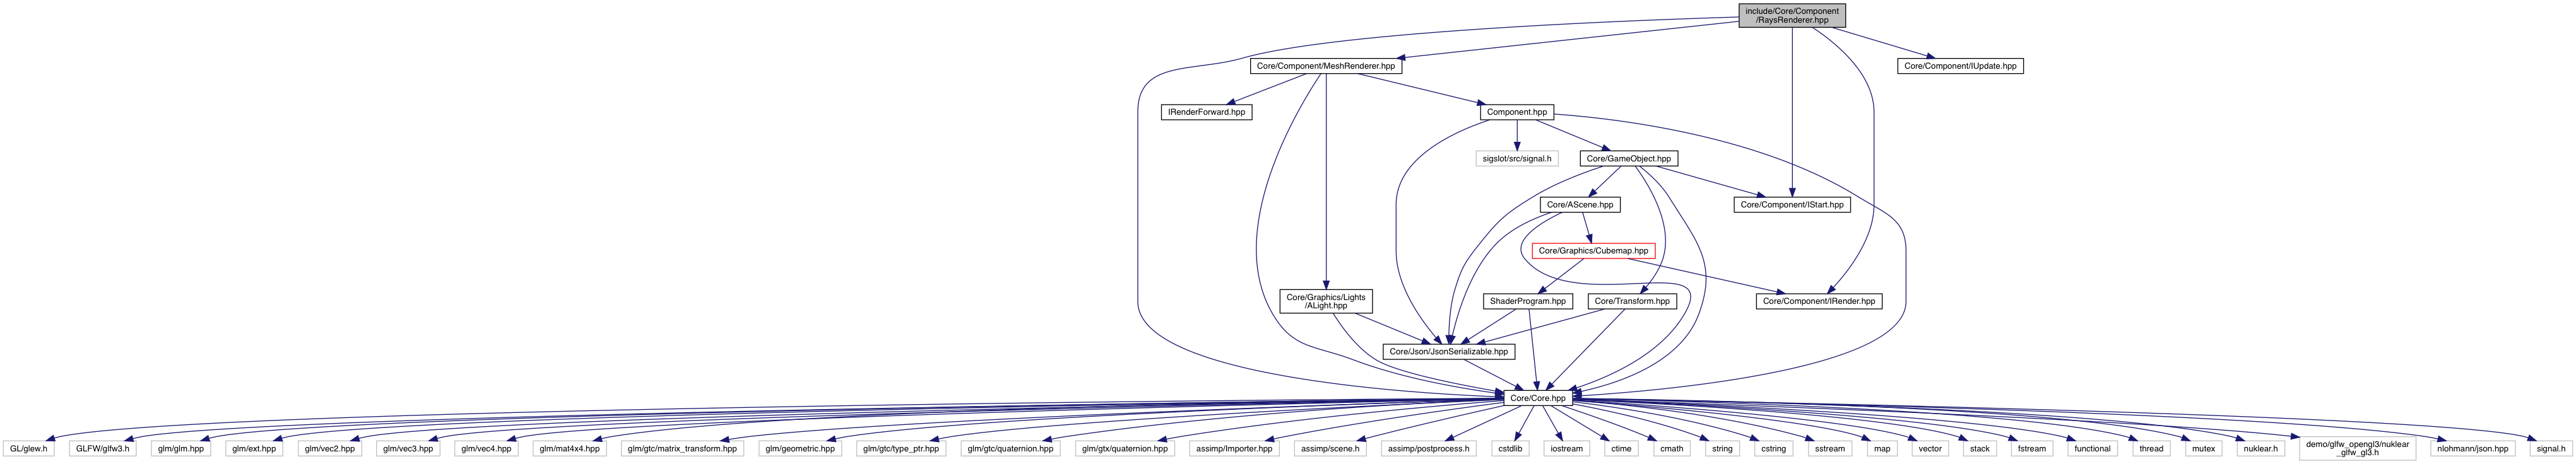 include/Core/Component
/RaysRenderer.hpp
Core/Component/MeshRenderer.hpp
Core/Component/IUpdate.hpp
IRenderForward.hpp
Component.hpp
sigslot/src/signal.h
Core/GameObject.hpp
Core/AScene.hpp
Core/Component/IStart.hpp
Core/Graphics/Cubemap.hpp
Core/Graphics/Lights
/ALight.hpp
ShaderProgram.hpp
Core/Transform.hpp
Core/Component/IRender.hpp
Core/Json/JsonSerializable.hpp
Core/Core.hpp
GL/glew.h
GLFW/glfw3.h
glm/glm.hpp
glm/ext.hpp
glm/vec2.hpp
glm/vec3.hpp
glm/vec4.hpp
glm/mat4x4.hpp
glm/gtc/matrix_transform.hpp
glm/geometric.hpp
glm/gtc/type_ptr.hpp
glm/gtc/quaternion.hpp
glm/gtx/quaternion.hpp
assimp/Importer.hpp
assimp/scene.h
assimp/postprocess.h
cstdlib
iostream
ctime
cmath
string
cstring
sstream
map
vector
stack
fstream
functional
thread
mutex
nuklear.h
demo/glfw_opengl3/nuklear
_glfw_gl3.h
nlohmann/json.hpp
signal.h